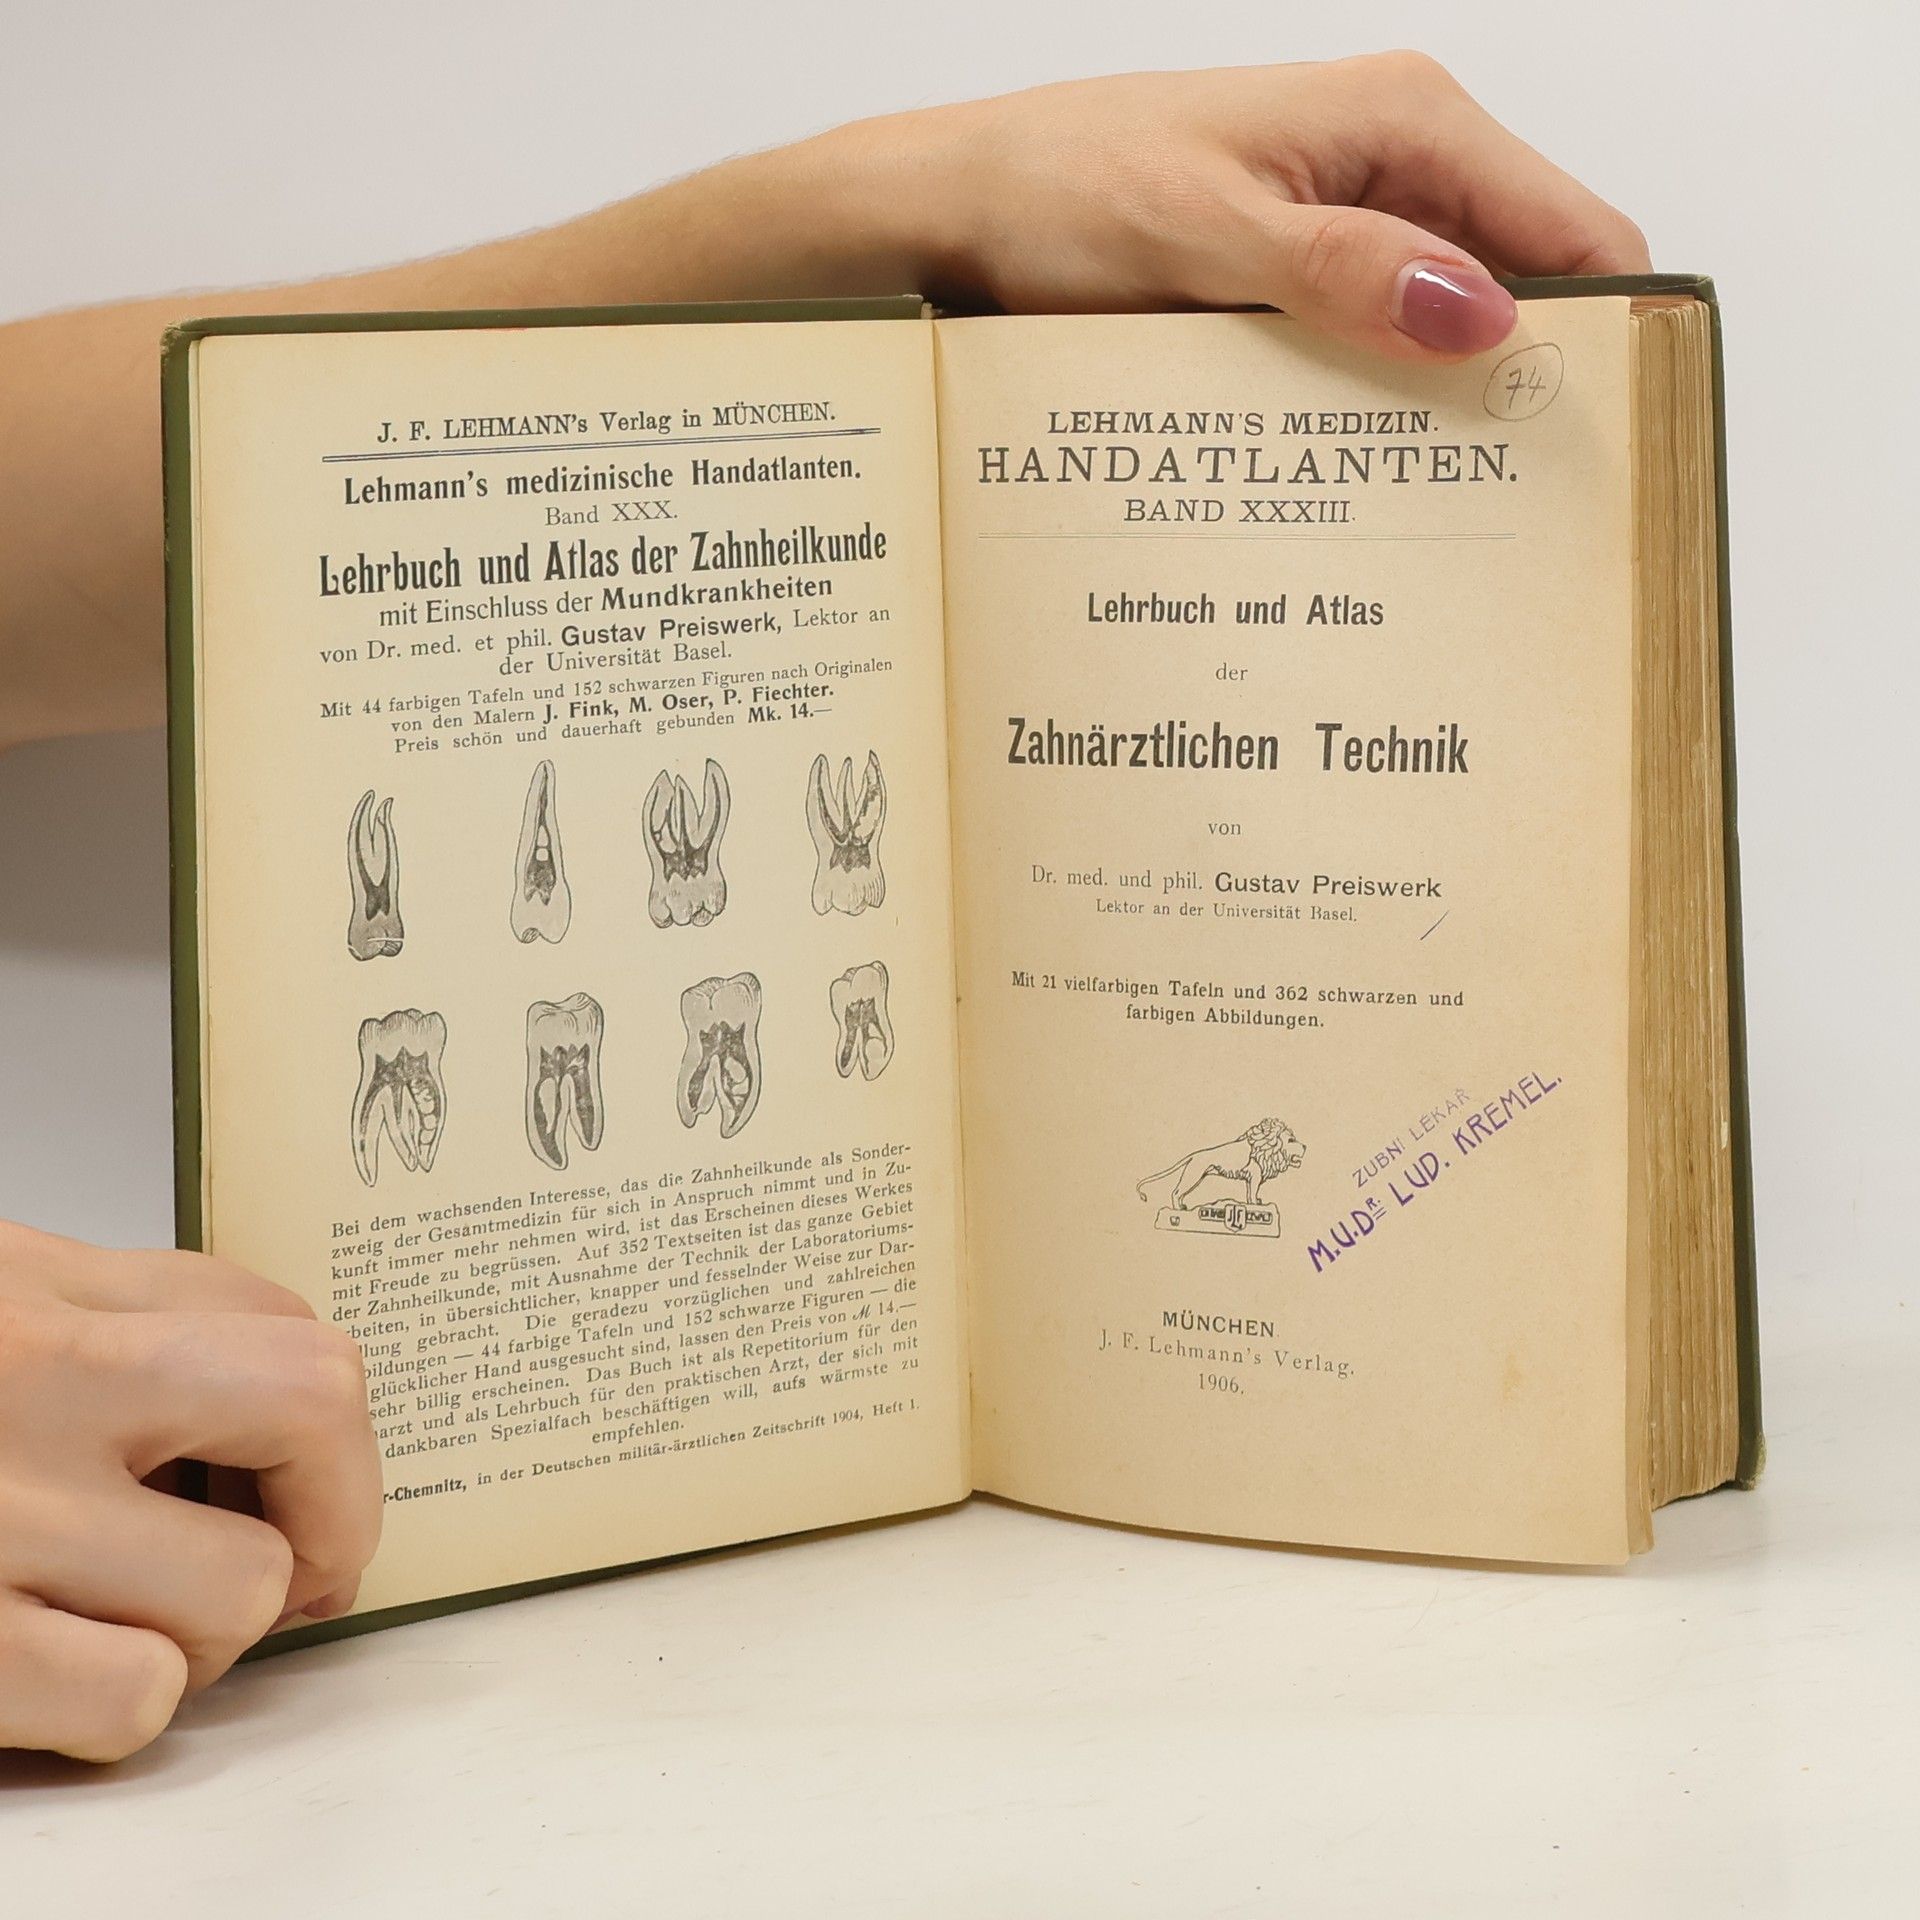 J. F. LEHMANN's Verlag in MÜNCHEN.
Lehmann's medizinische Handatlanten.
Band XXX.
Lehrbuch und Atlas der Zahnheilkunde
mit Einschluss der Mundkrankheiten
von Dr. med. et phil. Gustav Preiswerk, Lektor an
der Universität Basel.
Mit 44 farbigen Tafeln und 152 schwarzen Figuren nach Originalen
von den Malern J. Fink, M. Oser, P. Fiechter.
Preis schön und dauerhaft gebunden Mk. 14.—
Bei dem wachsenden Interesse, das die Zahnheilkunde als Sonder-
zweig der Gesamtmedizin für sich in Anspruch nimmt und in Zu-
kunft immer mehr nehmen wird, ist das Erscheinen dieses Werkes
mit Freude zu begrüssen. Auf 352 Textseiten ist das ganze Gebiet
der Zahnheilkunde, mit Ausnahme der Technik der Laboratoriums-
beiten, in übersichtlicher, knapper und fesselnder Weise zur Dar-
llung gebracht. Die geradezu vorzüglichen und zahlreichen
bildungen — 44 farbige Tafeln und 152 schwarze Figuren — die
glücklicher Hand ausgesucht sind, lassen den Preis von ℳ 14.—
sehr billig erscheinen. Das Buch ist als Repetitorium für den
arzt und als Lehrbuch für den praktischen Arzt, der sich mit
dankbaren Spezialfach beschäftigen will, aufs wärmste zu
empfehlen.
r-Chemnitz, in der Deutschen militär-ärztlichen Zeitschrift 1904, Heft 1.
74
LEHMANN'S MEDIZIN.
HANDATLANTEN.
BAND XXXIII.
Lehrbuch und Atlas
der
Zahnärztlichen Technik
von
Dr. med. und phil. Gustav Preiswerk
Lektor an der Universität Basel.
Mit 21 vielfarbigen Tafeln und 362 schwarzen und
farbigen Abbildungen.
ZUBNÍ LÉKAŘ
M.U.DR. LUD. KREMEL.
MÜNCHEN.
J. F. Lehmann's Verlag.
1906.